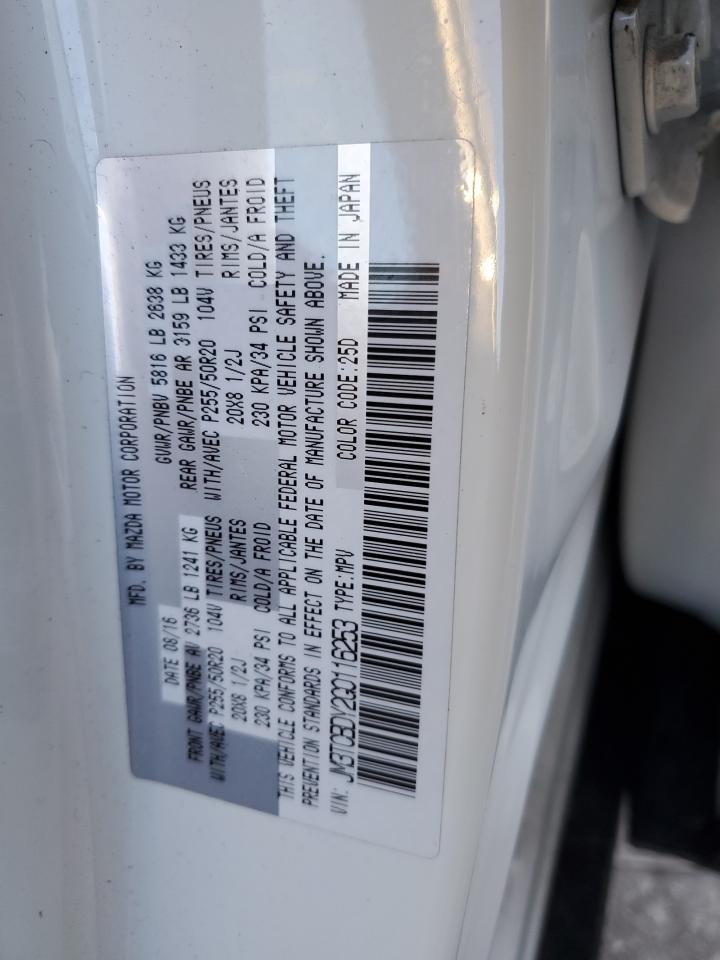 MFD. BY MAZDA MOTOR CORPORATION
DATE 08/16 GVWR/PNBV 5816 LB 2638 KG
FRONT GAWR/PNBE AV 2736 LB 1241 KG REAR GAWR/PNBE AR 3159 LB 1433 KG
WITH/AVEC P255/50R20 104V TIRES/PNEUS WITH/AVEC P255/50R20 104V TIRES/PNEUS
20X8 1/2J RIMS/JANTES 20X8 1/2J RIMS/JANTES
230 KPA/34 PSI COLD/A FROID 230 KPA/34 PSI COLD/A FROID
THIS VEHICLE CONFORMS TO ALL APPLICABLE FEDERAL MOTOR VEHICLE SAFETY AND THEFT
PREVENTION STANDARDS IN EFFECT ON THE DATE OF MANUFACTURE SHOWN ABOVE.
VIN: JM3TCBDY2G0116253 TYPE:MPV COLOR CODE:25D MADE IN JAPAN